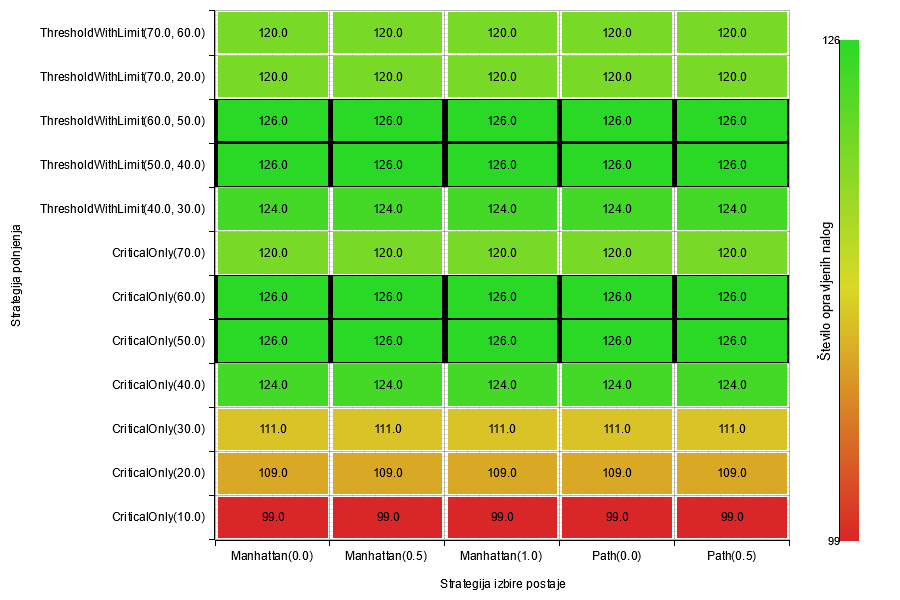 ThresholdWithLimit(70.0, 60.0) 120.0 120.0 120.0 120.0 120.0
ThresholdWithLimit(70.0, 20.0) 120.0 120.0 120.0 120.0 120.0
ThresholdWithLimit(60.0, 50.0) 126.0 126.0 126.0 126.0 126.0
ThresholdWithLimit(50.0, 40.0) 126.0 126.0 126.0 126.0 126.0
ThresholdWithLimit(40.0, 30.0) 124.0 124.0 124.0 124.0 124.0
CriticalOnly(70.0) 120.0 120.0 120.0 120.0 120.0
CriticalOnly(60.0) 126.0 126.0 126.0 126.0 126.0
CriticalOnly(50.0) 126.0 126.0 126.0 126.0 126.0
CriticalOnly(40.0) 124.0 124.0 124.0 124.0 124.0
CriticalOnly(30.0) 111.0 111.0 111.0 111.0 111.0
CriticalOnly(20.0) 109.0 109.0 109.0 109.0 109.0
CriticalOnly(10.0) 99.0 99.0 99.0 99.0 99.0
Manhattan(0.0) Manhattan(0.5) Manhattan(1.0) Path(0.0) Path(0.5)
Strategija izbire postaje
Strategija polnjenja
126
99
Število opravljenih nalog